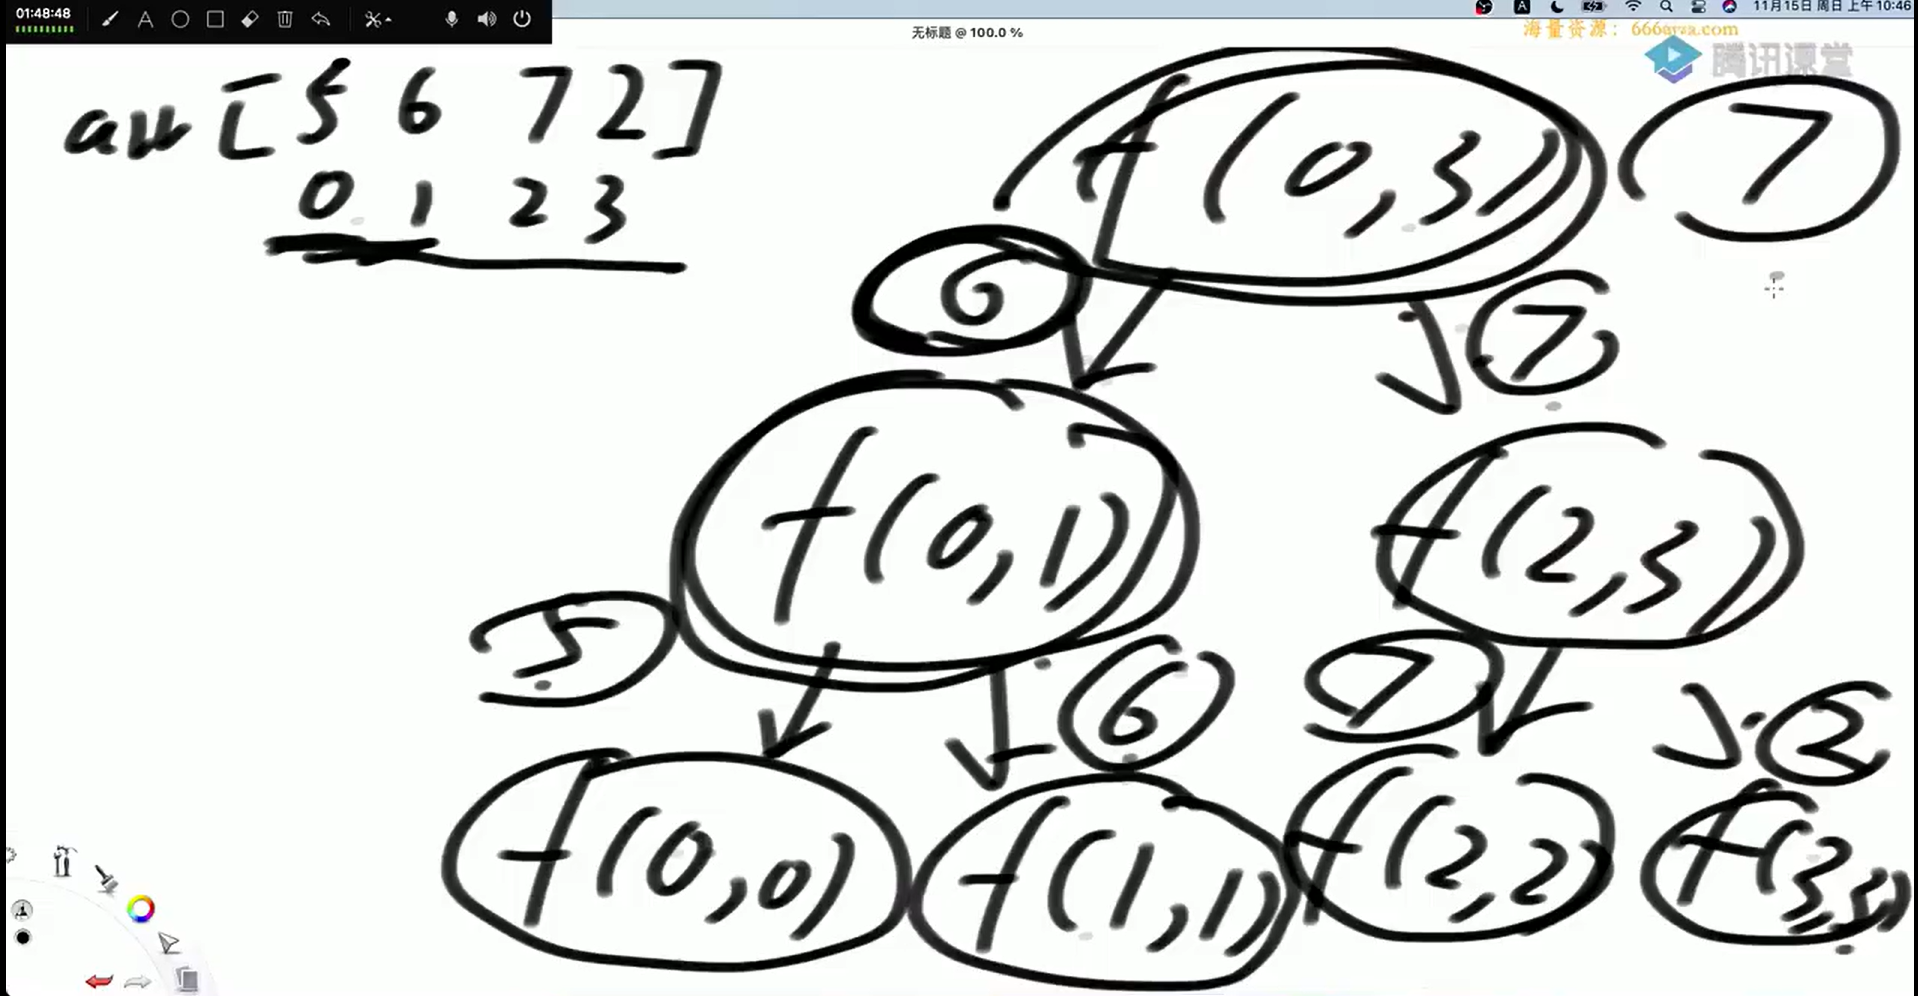 01:48:48
A
11月15日 周日 上午10:46
无标题 @ 100.0 %
海量资源：666java.com
腾讯课堂
arr [5 6 7 2]
0 1 2 3
f(0,3) 7
6 7
f(0,1) f(2,3)
5 6 7 2
f(0,0) f(1,1) f(2,2) f(3,3)